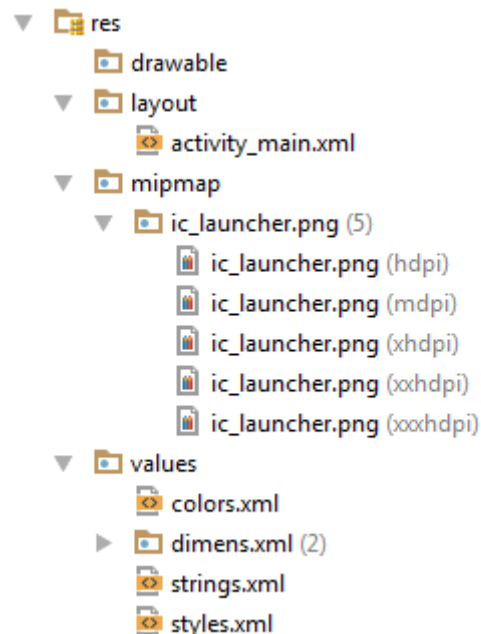 res
drawable
layout
activity_main.xml
mipmap
ic_launcher.png (5)
ic_launcher.png (hdpi)
ic_launcher.png (mdpi)
ic_launcher.png (xhdpi)
ic_launcher.png (xxhdpi)
ic_launcher.png (xxxhdpi)
values
colors.xml
dimens.xml (2)
strings.xml
styles.xml